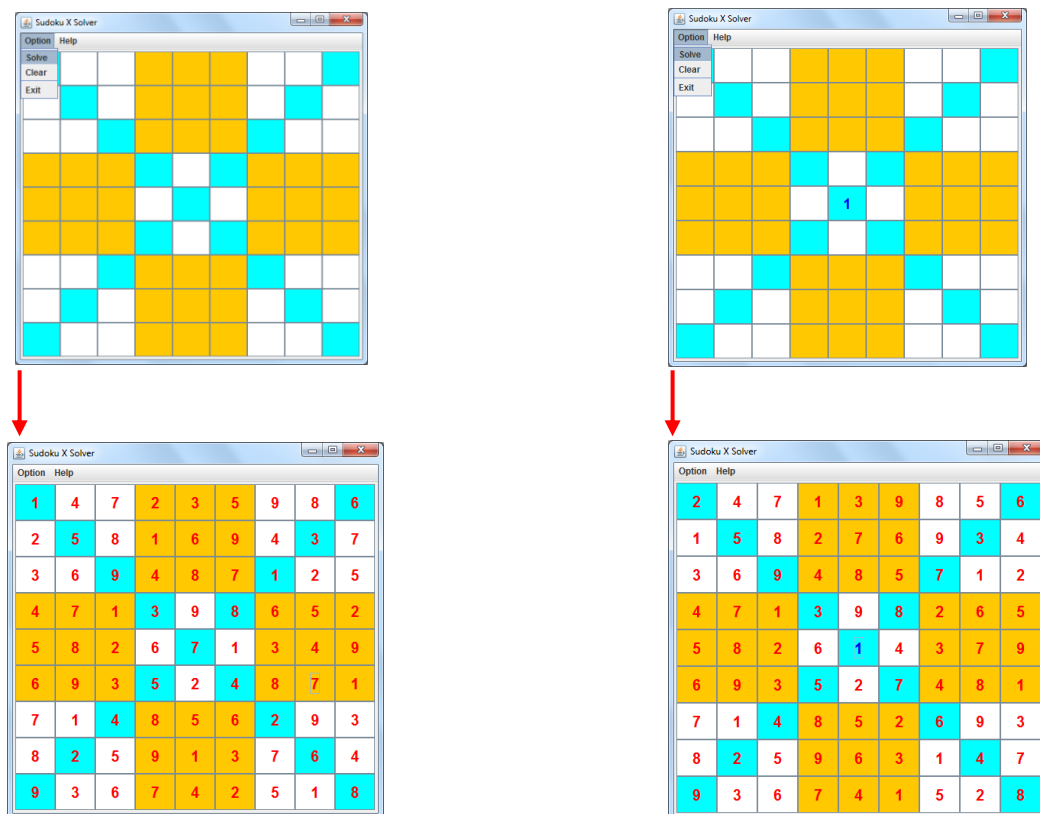 Sudoku X Solver
Option Help
Solve
Clear
Exit
Sudoku X Solver
Option Help
Solve
Clear
Exit
1
Sudoku X Solver
Option Help
1 4 7 2 3 5 9 8 6
2 5 8 1 6 9 4 3 7
3 6 9 4 8 7 1 2 5
4 7 1 3 9 8 6 5 2
5 8 2 6 7 1 3 4 9
6 9 3 5 2 4 8 7 1
7 1 4 8 5 6 2 9 3
8 2 5 9 1 3 7 6 4
9 3 6 7 4 2 5 1 8
Sudoku X Solver
Option Help
2 4 7 1 3 9 8 5 6
1 5 8 2 7 6 9 3 4
3 6 9 4 8 5 7 1 2
4 7 1 3 9 8 2 6 5
5 8 2 6 1 4 3 7 9
6 9 3 5 2 7 4 8 1
7 1 4 8 5 2 6 9 3
8 2 5 9 6 3 1 4 7
9 3 6 7 4 1 5 2 8